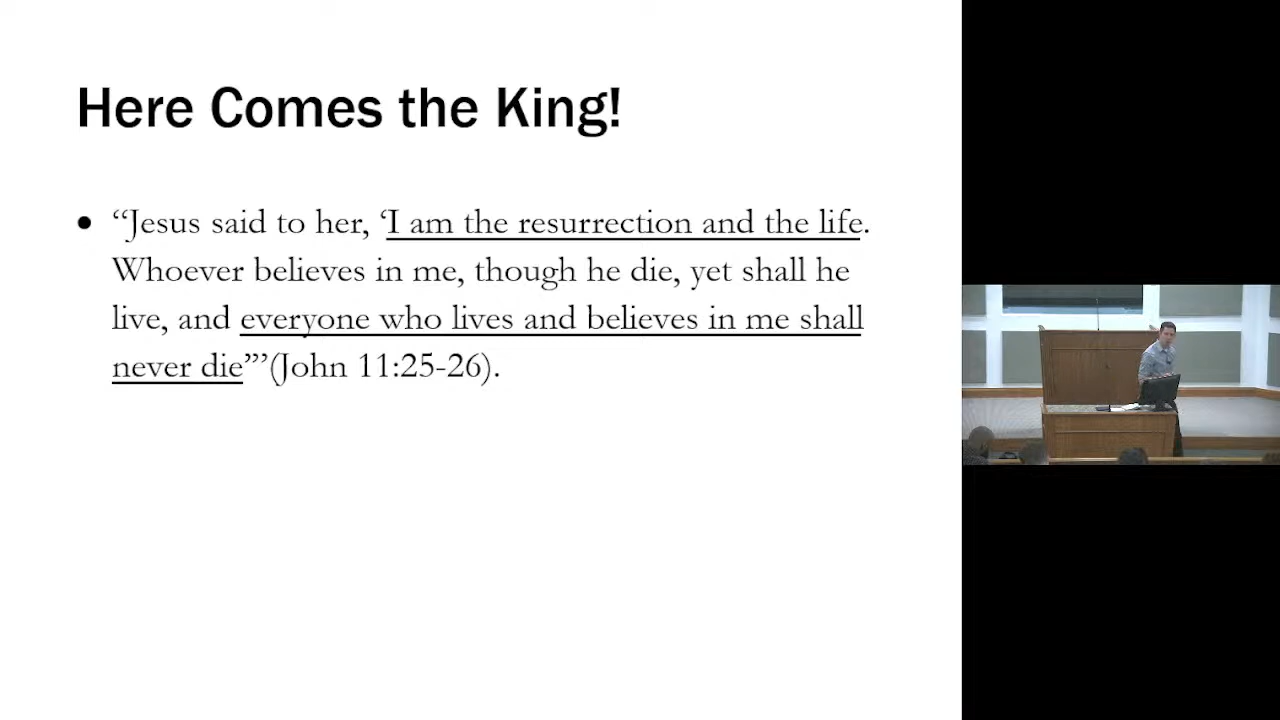 Here Comes the King!
• “Jesus said to her, ‘I am the resurrection and the life.
Whoever believes in me, though he die, yet shall he
live, and everyone who lives and believes in me shall
never die”’(John 11:25-26).